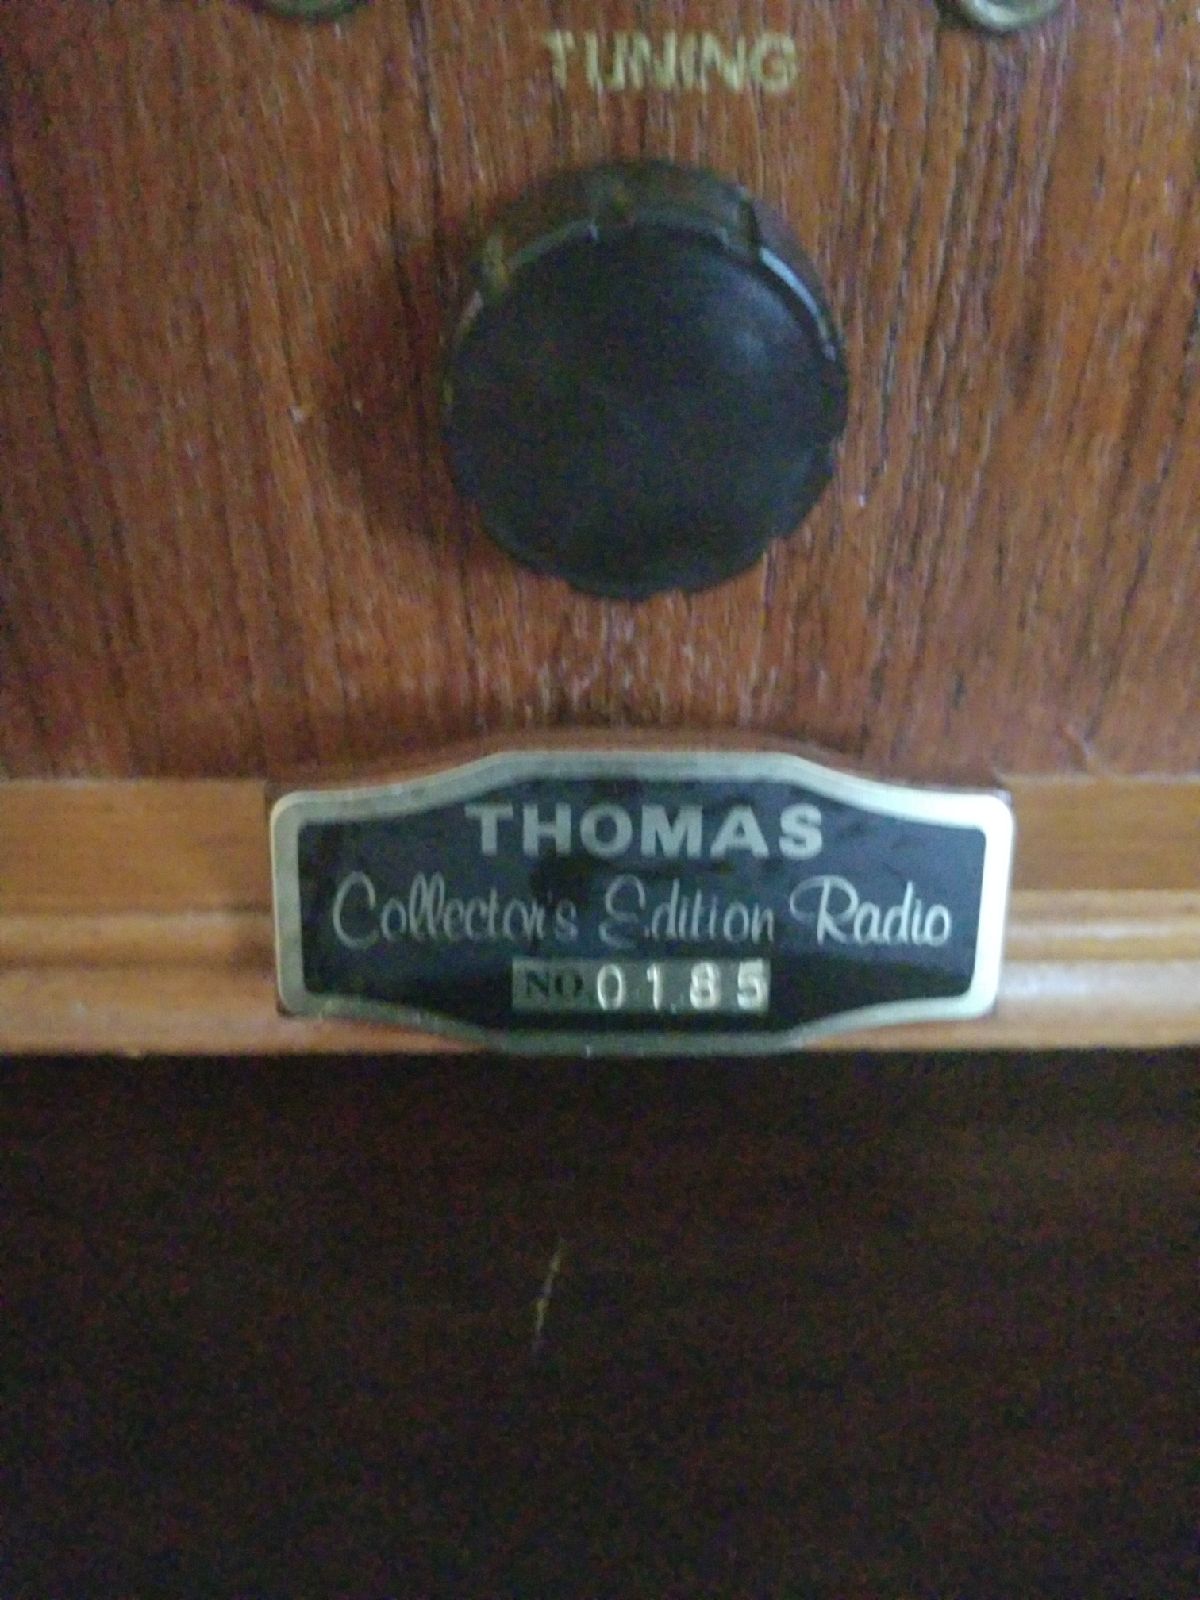 TUNING
THOMAS
Collector's Edition Radio
NO. 0185